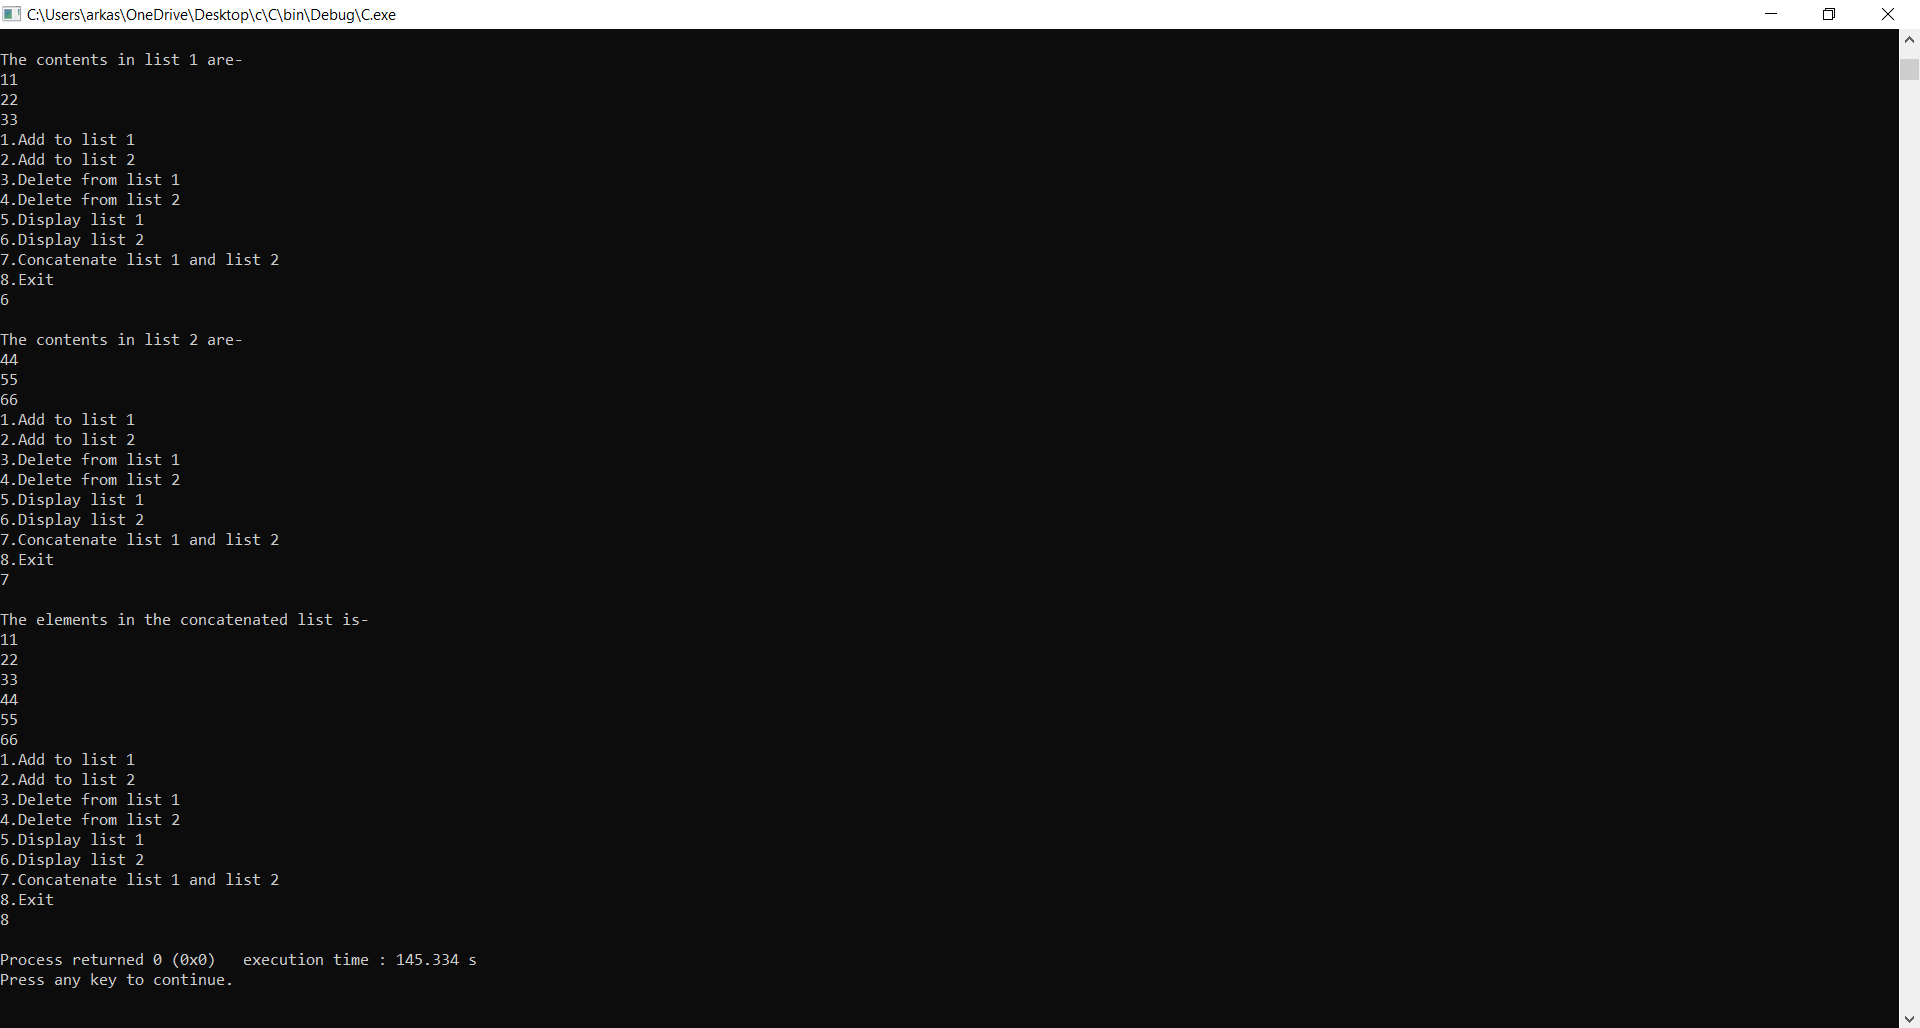 C:\Users\arkas\OneDrive\Desktop\c\C\bin\Debug\C.exe
The contents in list 1 are-
11
22
33
1.Add to list 1
2.Add to list 2
3.Delete from list 1
4.Delete from list 2
5.Display list 1
6.Display list 2
7.Concatenate list 1 and list 2
8.Exit
6
The contents in list 2 are-
44
55
66
1.Add to list 1
2.Add to list 2
3.Delete from list 1
4.Delete from list 2
5.Display list 1
6.Display list 2
7.Concatenate list 1 and list 2
8.Exit
7
The elements in the concatenated list is-
11
22
33
44
55
66
1.Add to list 1
2.Add to list 2
3.Delete from list 1
4.Delete from list 2
5.Display list 1
6.Display list 2
7.Concatenate list 1 and list 2
8.Exit
8
Process returned 0 (0x0)   execution time : 145.334 s
Press any key to continue.